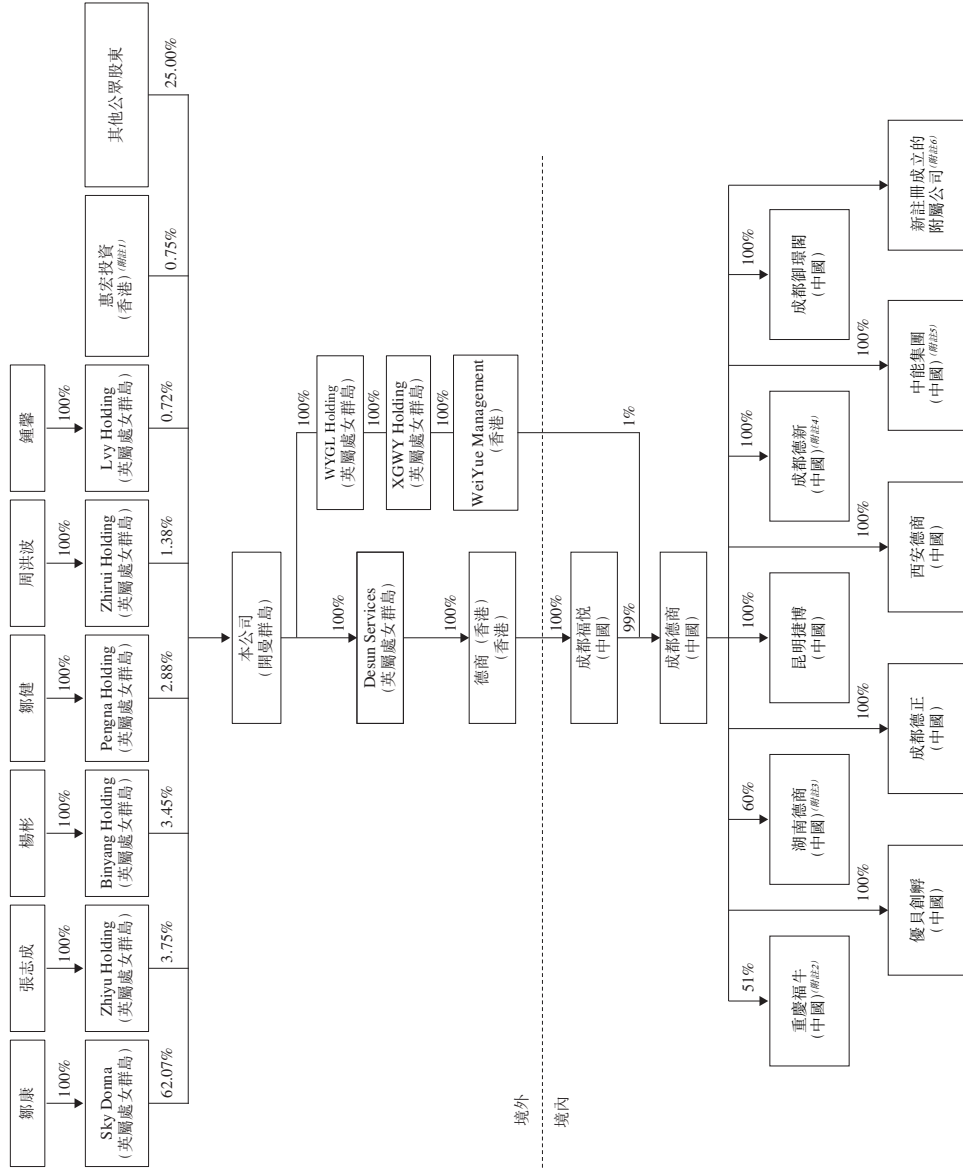 鄒康
張志成
楊彬
鄒健
周洪波
鍾馨
100%
100%
100%
100%
100%
100%
Sky Donna
(英屬處女群島)
Zhiyu Holding
(英屬處女群島)
Binyang Holding
(英屬處女群島)
Pengna Holding
(英屬處女群島)
Zhirui Holding
(英屬處女群島)
Lvy Holding
(英屬處女群島)
惠宏投資
(香港)(附註1)
其他公眾股東
62.07%
3.75%
3.45%
2.88%
1.38%
0.72%
0.75%
25.00%
本公司
(開曼群島)
100%
100%
Desun Services
(英屬處女群島)
WYGL Holding
(英屬處女群島)
100%
XGWY Holding
(英屬處女群島)
100%
100%
德商(香港)
(香港)
WeiYue Management
(香港)
境外
境內
100%
成都福悦
(中國)
99%
1%
成都德商
(中國)
51%
60%
100%
100%
100%
重慶福牛
(中國)(附註2)
湖南德商
(中國)(附註3)
昆明捷博
(中國)
成都德新
(中國)(附註4)
成都御璟閣
(中國)
100%
100%
100%
100%
優貝創孵
(中國)
成都德正
(中國)
西安德商
(中國)
中能集團
(中國)(附註5)
新註冊成立的
附屬公司(附註6)